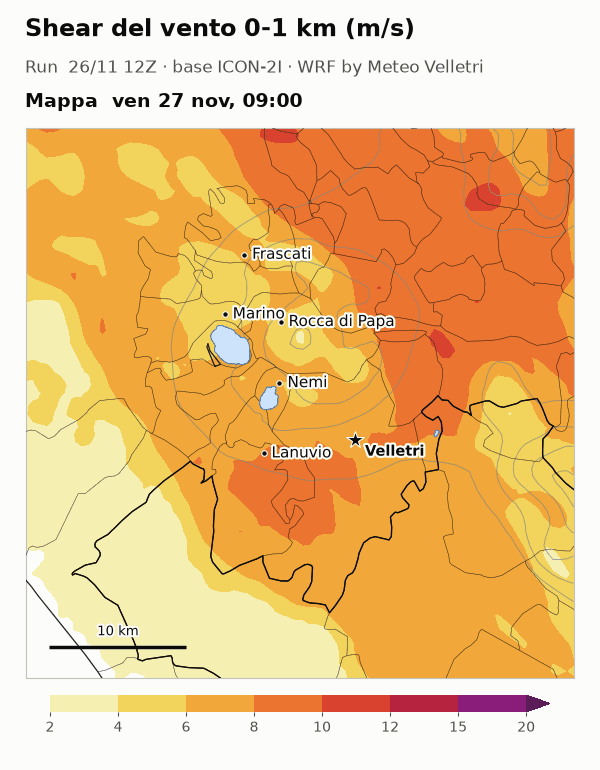 Shear del vento 0-1 km (m/s)
Run 26/11 12Z · base ICON-2I · WRF by Meteo Velletri
Mappa ven 27 nov, 09:00
Frascati
Marino
Rocca di Papa
Nemi
Velletri
Lanuvio
10 km
2 4 6 8 10 12 15 20